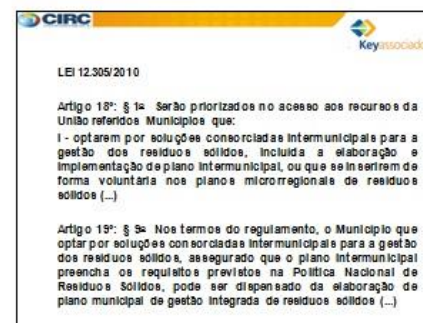 CIRC
Keyassociado
LEI 12.305/2010
Artigo 18º: § 1º Serão priorizados no acesso aos recursos da
União referidos Municípios que:
I - optarem por soluções consorciadas intermunicipais para a
gestão dos resíduos sólidos, incluída a elaboração e
implementação de plano intermunicipal, ou que se inserirem de
forma voluntária nos planos microrregionais de resíduos
sólidos (...)
Artigo 19º: § 9º Nos termos do regulamento, o Município que
optar por soluções consorciadas intermunicipais para a gestão
dos resíduos sólidos, assegurado que o plano intermunicipal
preencha os requisitos previstos na Política Nacional de
Resíduos Sólidos, pode ser dispensado da elaboração de
plano municipal de gestão integrada de resíduos sólidos (...)